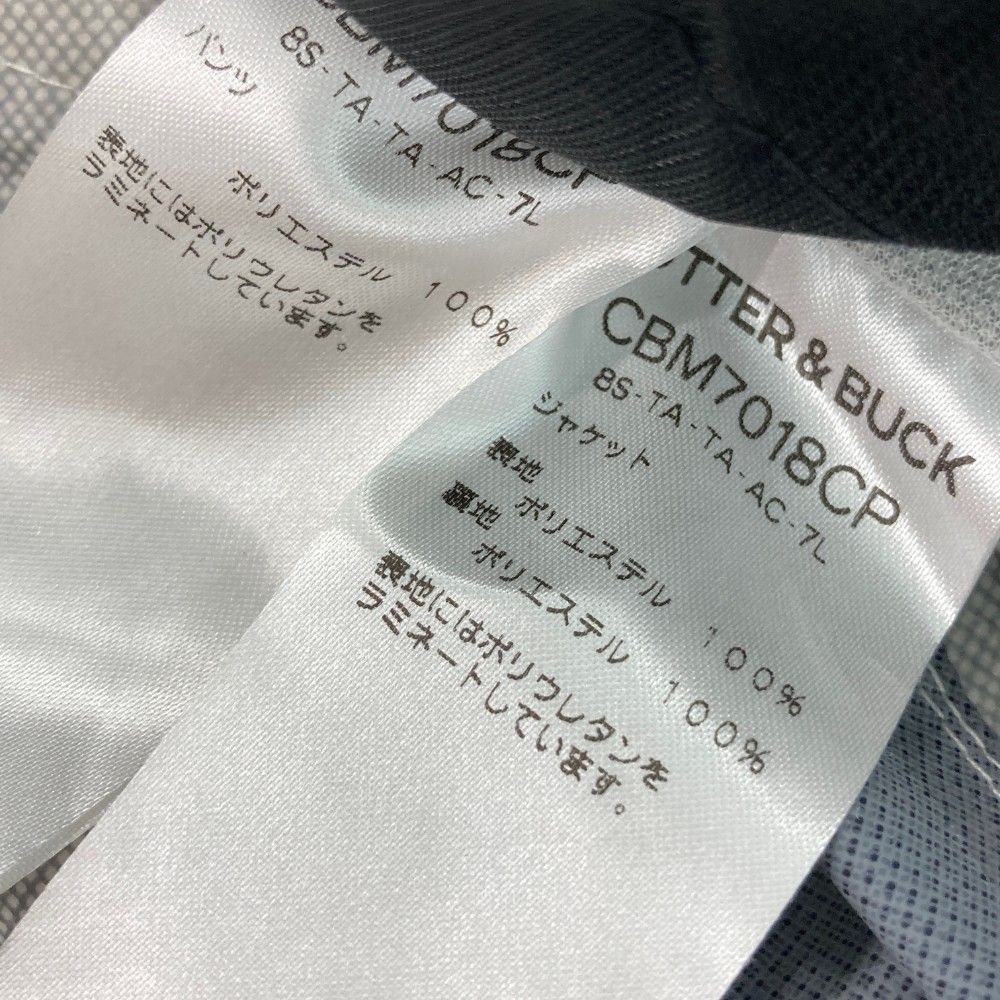 CBM7018CP
8S-TA-TA-AC-7L
パンツ
ポリエステル 100%
表地にはポリウレタンを
ラミネートしています。
TTER & BUCK
CBM7018CP
8S-TA-TA-AC-7L
ジャケット
表地 ポリエステル 100%
裏地 ポリエステル 100%
表地にはポリウレタンを
ラミネートしています。